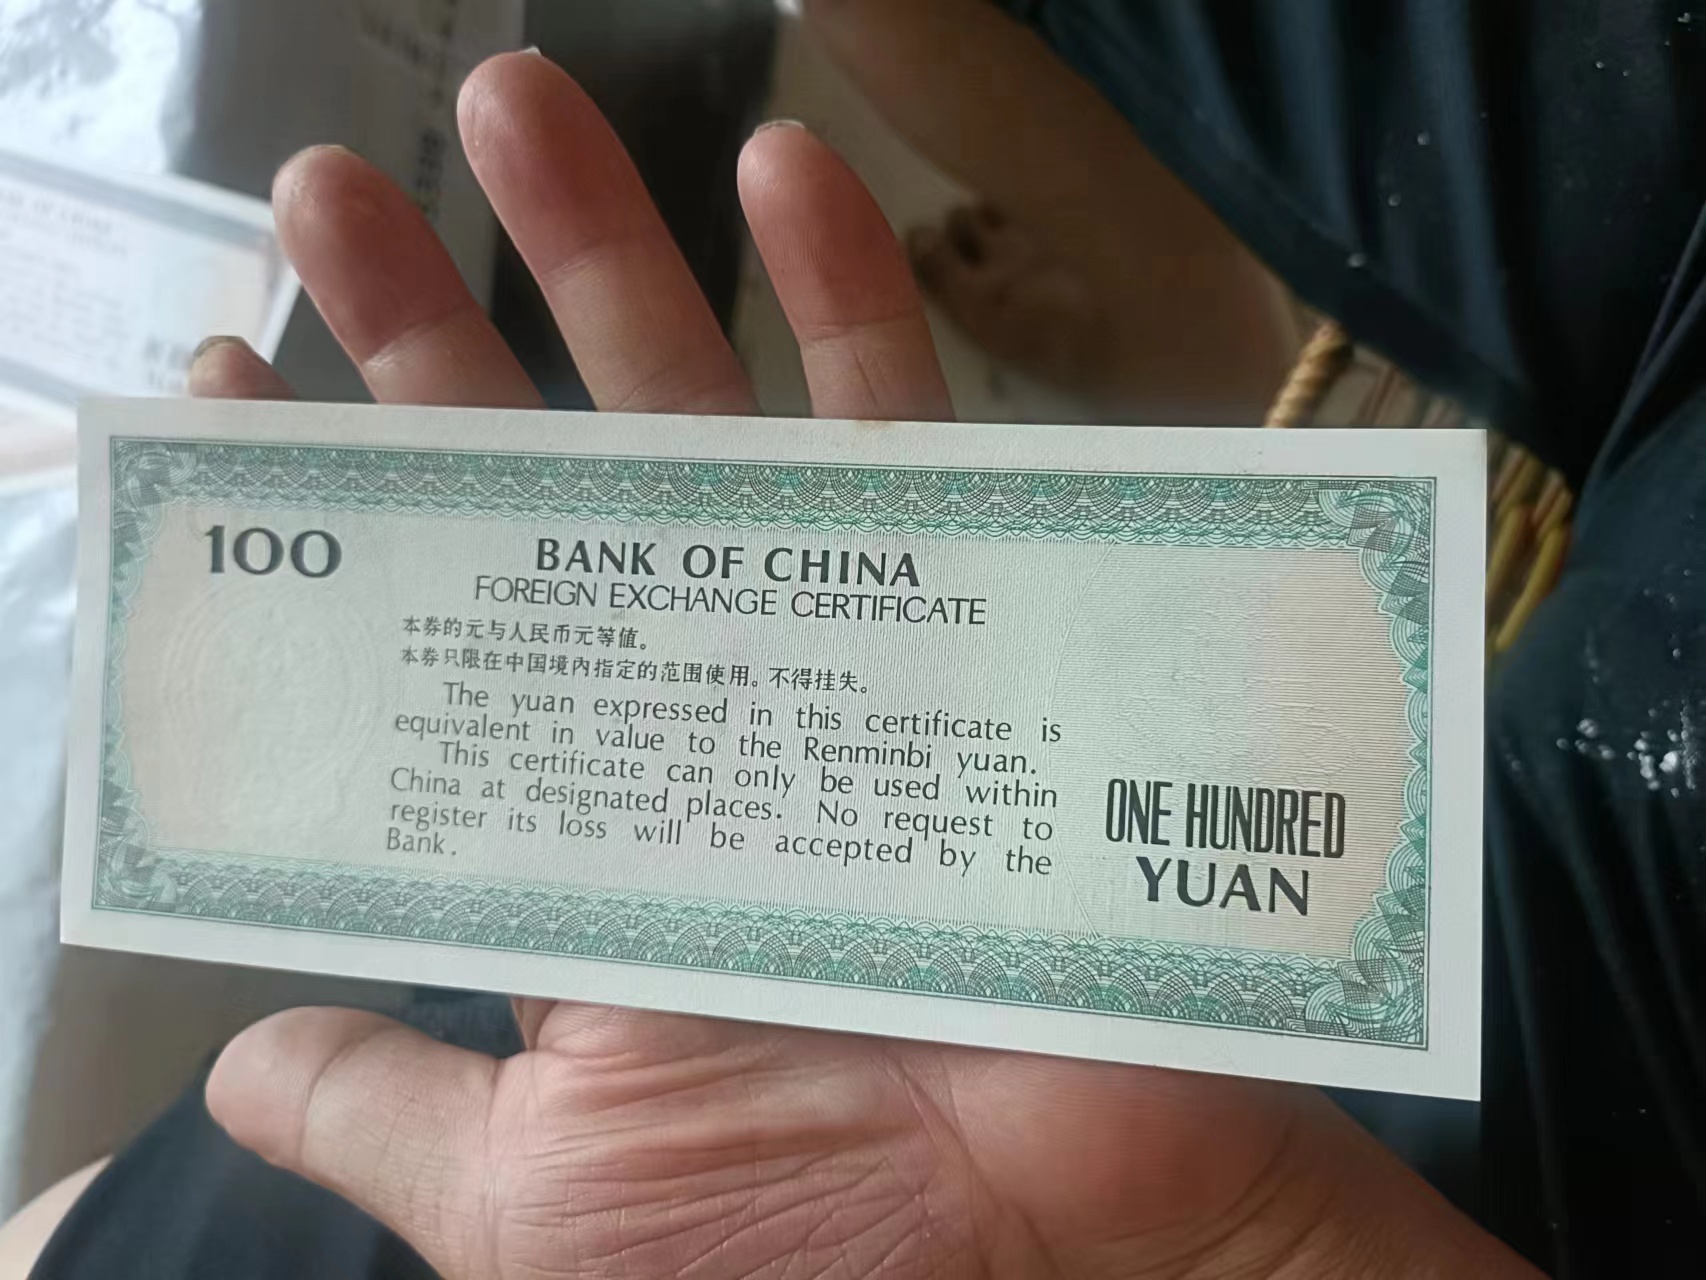 100
BANK OF CHINA
FOREIGN EXCHANGE CERTIFICATE
本券的元与人民币元等值。
本券只限在中国境内指定的范围使用。不得挂失。
The yuan expressed in this certificate is
equivalent in value to the Renminbi yuan.
This certificate can only be used within
China at designated places. No request to
register its loss will be accepted by the
Bank.
ONE HUNDRED
YUAN